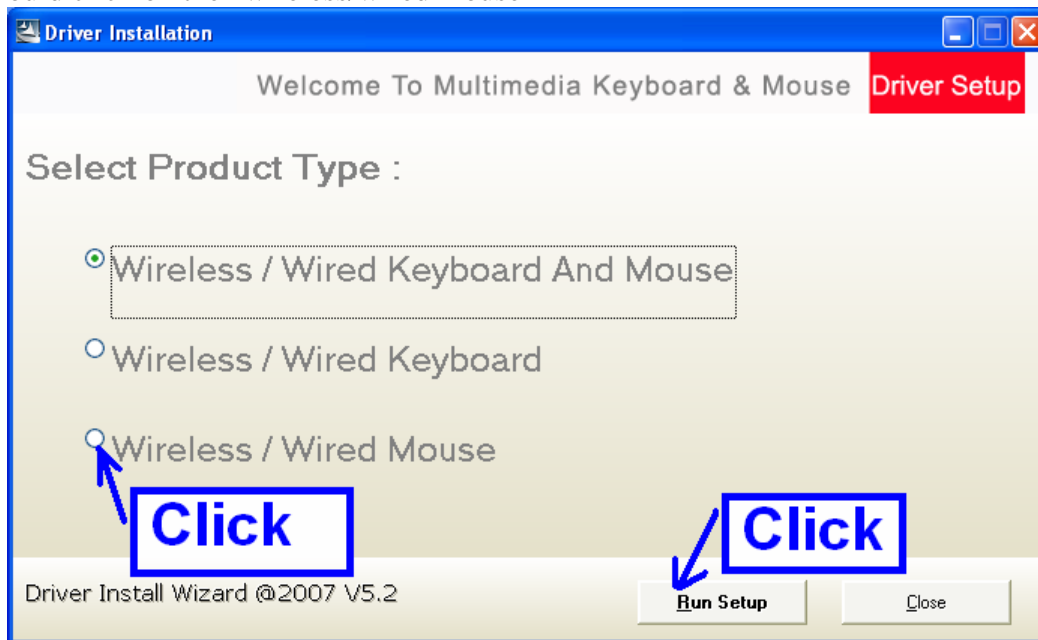 Driver Installation
Welcome To Multimedia Keyboard & Mouse Driver Setup
Select Product Type :
Wireless / Wired Keyboard And Mouse
Wireless / Wired Keyboard
Wireless / Wired Mouse
Click
Click
Driver Install Wizard @2007 V5.2
Run Setup
Close